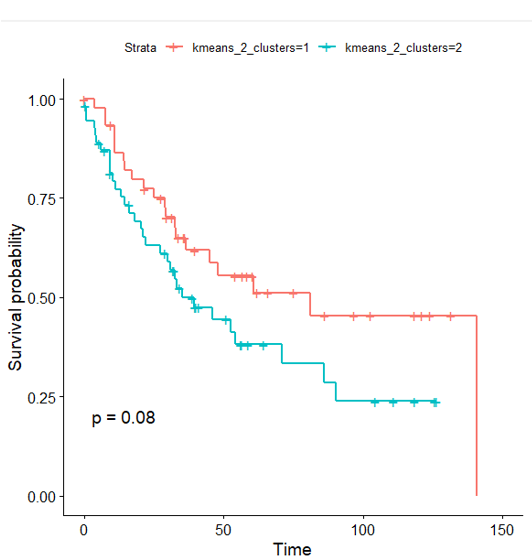 Strata kmeans_2_clusters=1 kmeans_2_clusters=2
1.00
0.75
0.50
0.25
0.00
Survival probability
p = 0.08
0 50 100 150
Time